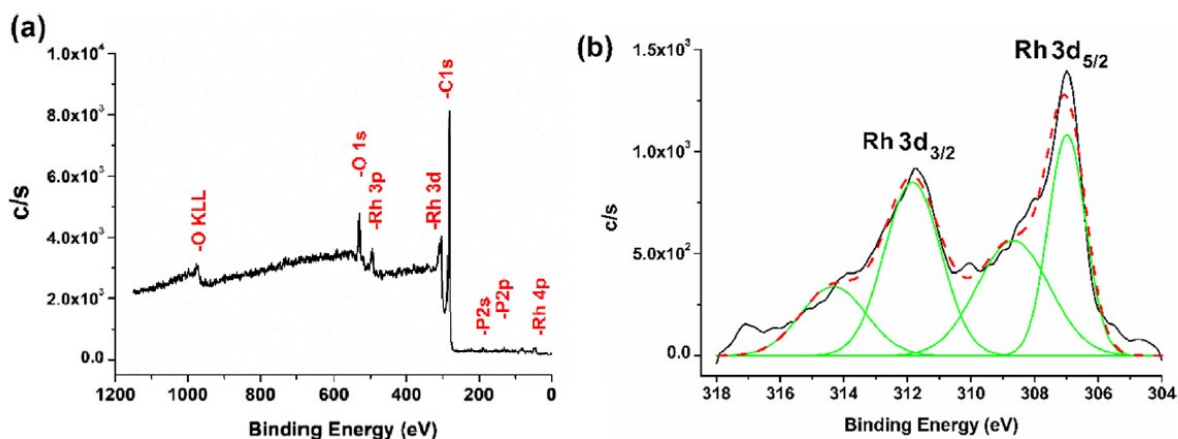 (a)
1.0x10⁴
8.0x10³
6.0x10³
4.0x10³
2.0x10³
0.0
c/s
-O KLL
-O 1s
-Rh 3p
-Rh 3d
-C1s
-P2s
-P2p
-Rh 4p
1200 1000 800 600 400 200 0
Binding Energy (eV)
(b)
1.5x10³
1.0x10³
5.0x10²
0.0
c/s
Rh 3d₃/₂
Rh 3d₅/₂
318 316 314 312 310 308 306 304
Binding Energy (eV)